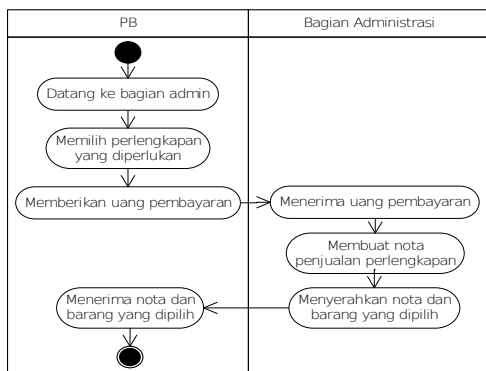 PB
Bagian Administrasi
Datang ke bagian admin
Memilih perlengkapan
yang diperlukan
Memberikan uang pembayaran
Menerima uang pembayaran
Membuat nota
penjualan perlengkapan
Menyerahkan nota dan
barang yang dipilih
Menerima nota dan
barang yang dipilih